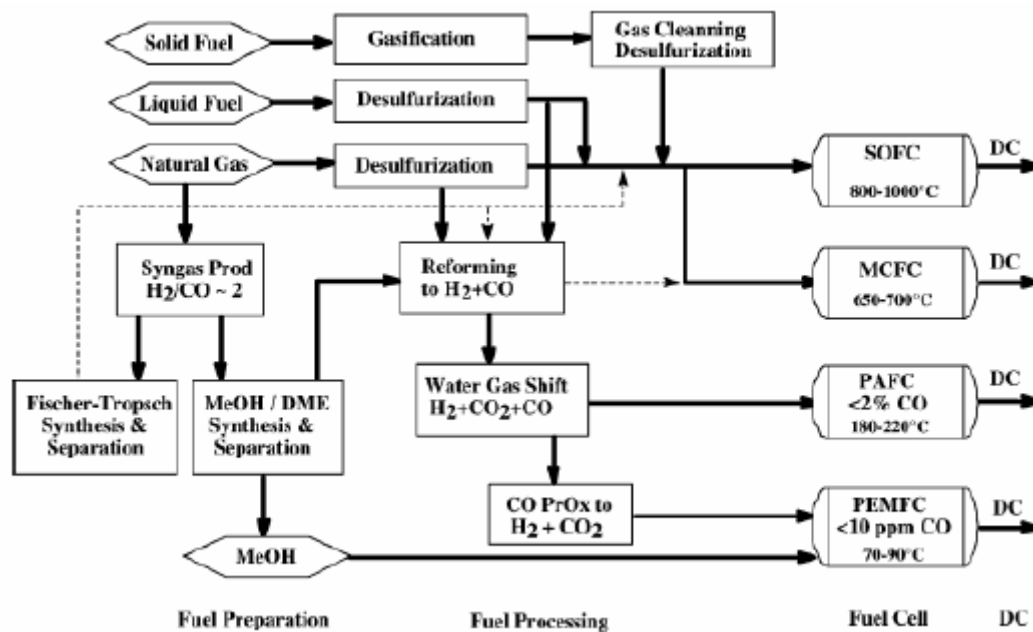 Solid Fuel
Gasification
Gas Cleanning
Desulfurization
Liquid Fuel
Desulfurization
Natural Gas
Desulfurization
SOFC
800-1000°C
DC
Syngas Prod
H2/CO ~ 2
Reforming
to H2+CO
MCFC
650-700°C
DC
Fischer-Tropsch
Synthesis &
Separation
MeOH / DME
Synthesis &
Separation
Water Gas Shift
H2+CO2+CO
PAFC
<2% CO
180-220°C
DC
CO PrOx to
H2 + CO2
PEMFC
<10 ppm CO
70-90°C
DC
MeOH
Fuel Preparation
Fuel Processing
Fuel Cell
DC